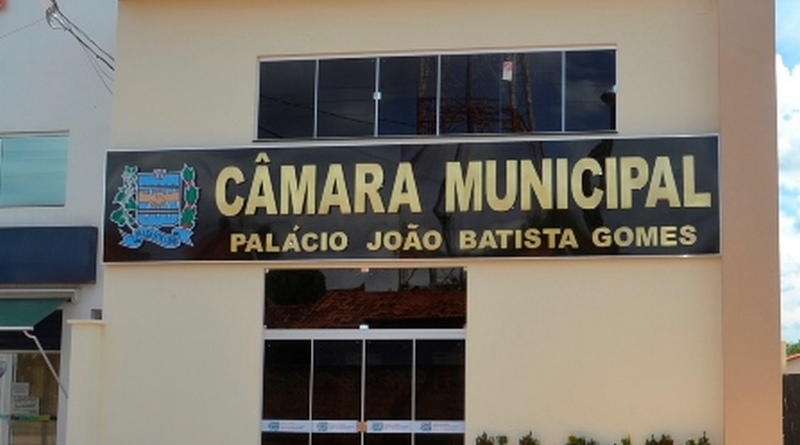 CÂMARA MUNICIPAL
PALÁCIO JOÃO BATISTA GOMES